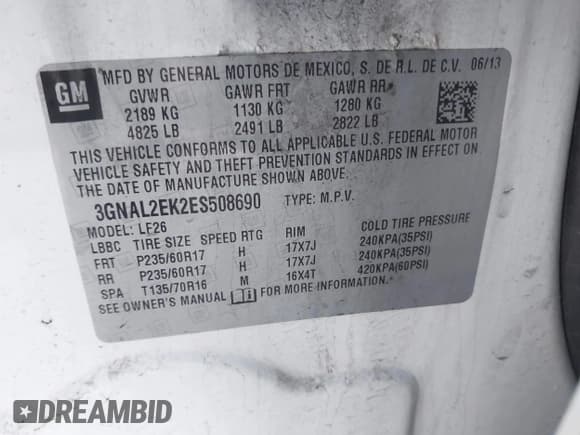 GM
MFD BY GENERAL MOTORS DE MEXICO, S. DE R.L. DE C.V. 06/13
GVWR GAWR FRT GAWR RR
2189 KG 1130 KG 1280 KG
4825 LB 2491 LB 2822 LB
THIS VEHICLE CONFORMS TO ALL APPLICABLE U.S. FEDERAL MOTOR
VEHICLE SAFETY AND THEFT PREVENTION STANDARDS IN EFFECT ON
THE DATE OF MANUFACTURE SHOWN ABOVE.
3GNAL2EK2ES508690 TYPE: M.P.V.
MODEL: LF26
LBBC TIRE SIZE SPEED RTG RIM COLD TIRE PRESSURE
FRT P235/60R17 H 17X7J 240KPA(35PSI)
RR P235/60R17 H 17X7J 240KPA(35PSI)
SPA T135/70R16 M 16X4T 420KPA(60PSI)
SEE OWNER'S MANUAL FOR MORE INFORMATION.
DREAMBID